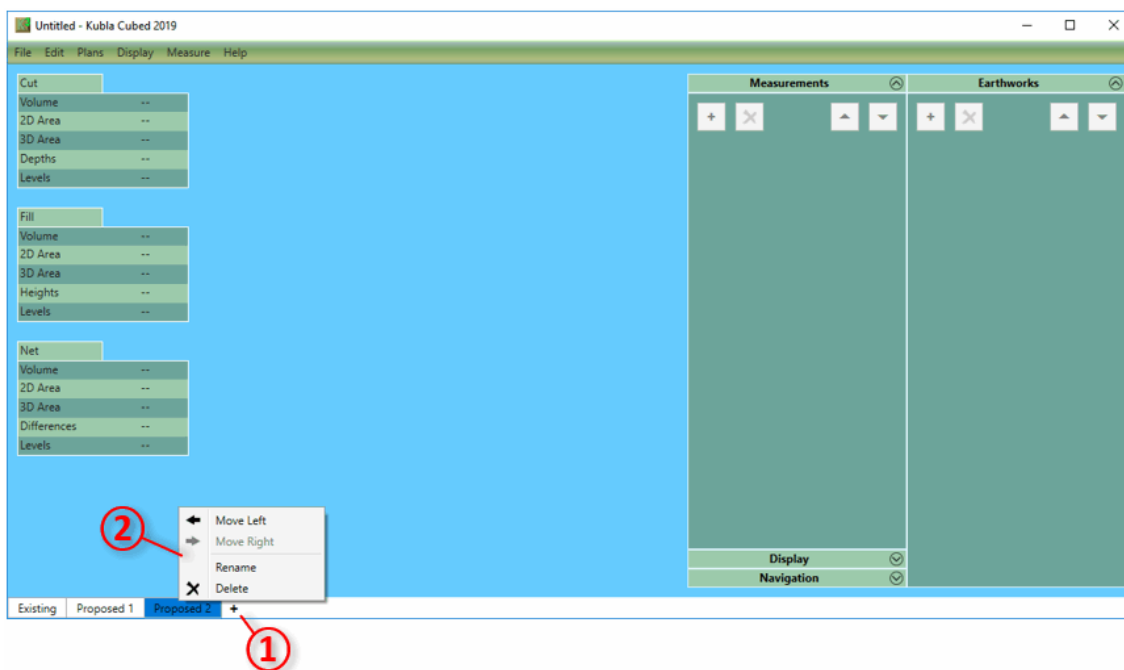 Untitled - Kubla Cubed 2019
File Edit Plans Display Measure Help
Cut
Volume --
2D Area --
3D Area --
Depths --
Levels --
Fill
Volume --
2D Area --
3D Area --
Heights --
Levels --
Net
Volume --
2D Area --
3D Area --
Differences --
Levels --
Measurements
Earthworks
Display
Navigation
2
Move Left
Move Right
Rename
Delete
Existing Proposed 1 Proposed 2 +
1